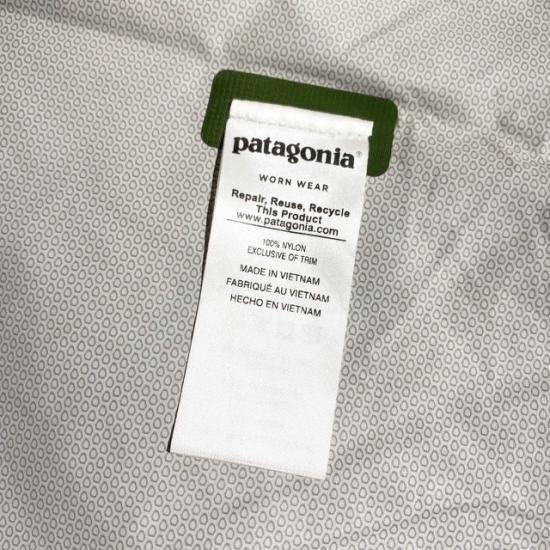 patagonia®
WORN WEAR
Repair, Reuse, Recycle
This Product
www.patagonia.com
100% NYLON
EXCLUSIVE OF TRIM
MADE IN VIETNAM
FABRIQUÉ AU VIETNAM
HECHO EN VIETNAM